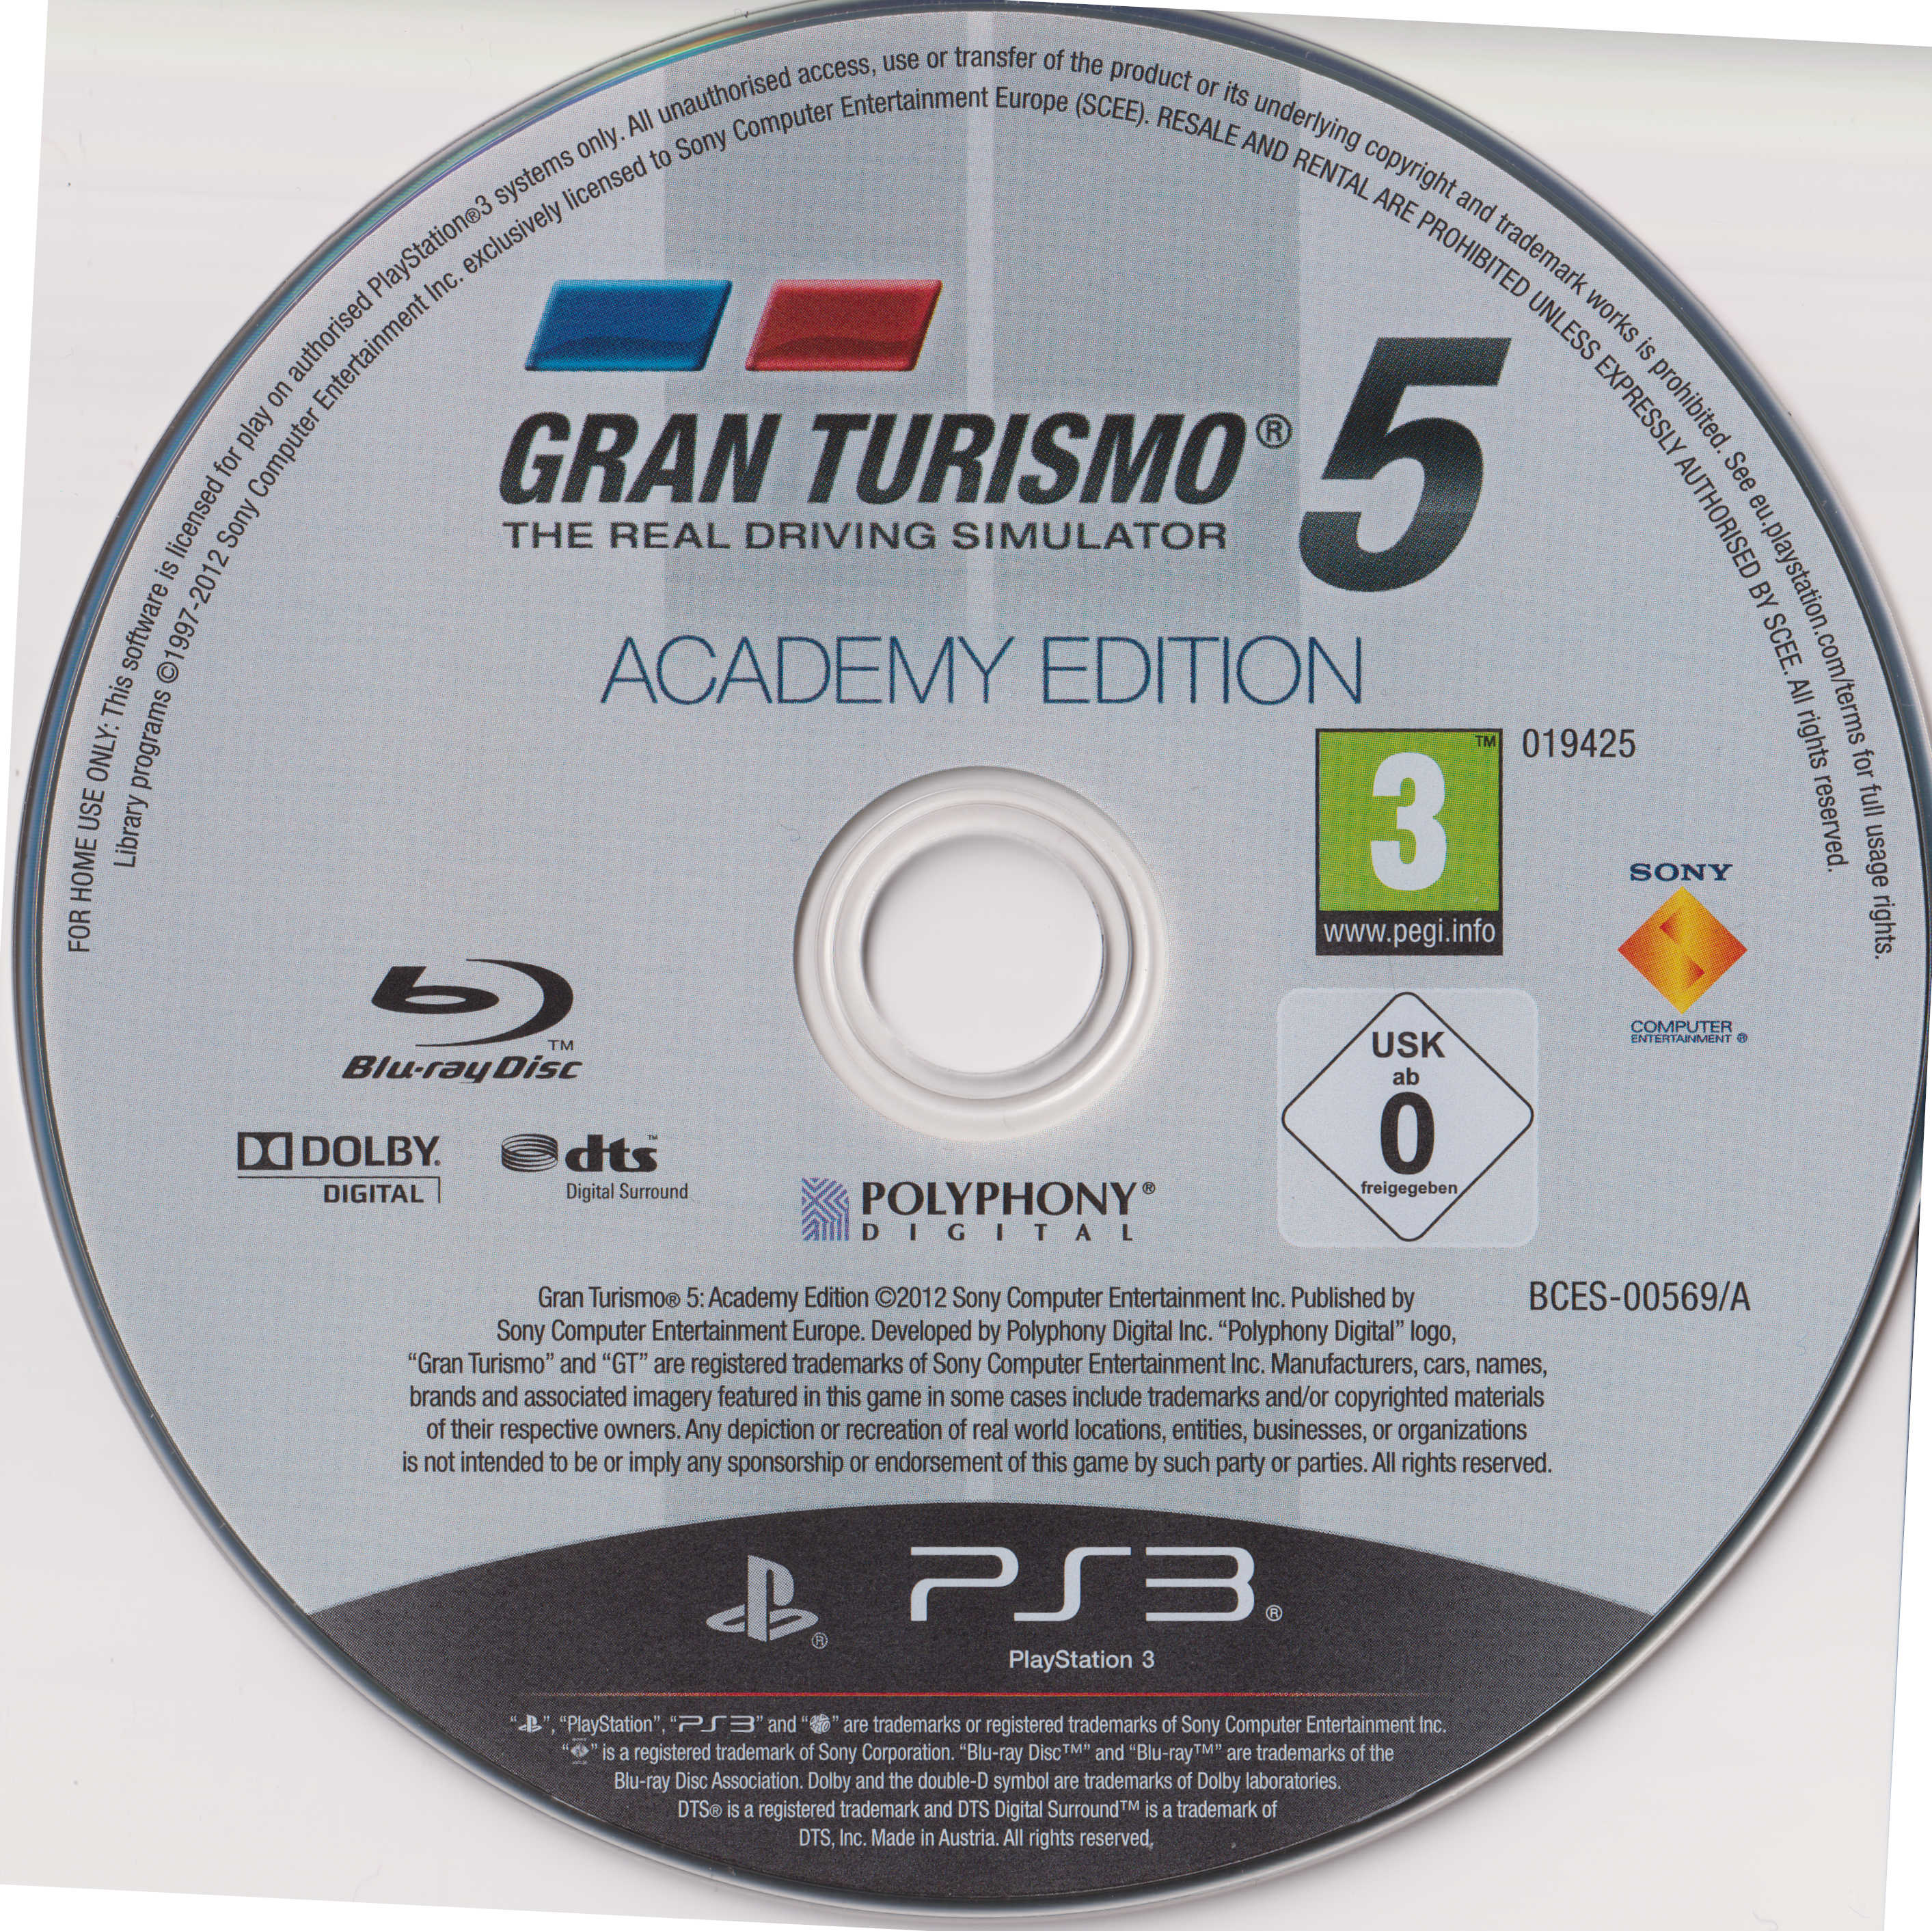 FOR HOME USE ONLY: This software is licensed for play on authorised PlayStation®3 systems only. All unauthorised access, use or transfer of the product or its underlying copyright and trademark works is prohibited. See eu.playstation.com/terms for full usage rights.
Library programs ©1997-2012 Sony Computer Entertainment Inc. exclusively licensed to Sony Computer Entertainment Europe (SCEE). RESALE AND RENTAL ARE PROHIBITED UNLESS EXPRESSLY AUTHORISED BY SCEE. All rights reserved.
GRAN TURISMO® 5
THE REAL DRIVING SIMULATOR
ACADEMY EDITION
3™ 019425
www.pegi.info
SONY
COMPUTER
ENTERTAINMENT ®
Blu-ray Disc™
USK
ab
0
freigegeben
DOLBY®
DIGITAL
dts™
Digital Surround
POLYPHONY®
DIGITAL
BCES-00569/A
Gran Turismo® 5: Academy Edition ©2012 Sony Computer Entertainment Inc. Published by
Sony Computer Entertainment Europe. Developed by Polyphony Digital Inc. “Polyphony Digital” logo,
“Gran Turismo” and “GT” are registered trademarks of Sony Computer Entertainment Inc. Manufacturers, cars, names,
brands and associated imagery featured in this game in some cases include trademarks and/or copyrighted materials
of their respective owners. Any depiction or recreation of real world locations, entities, businesses, or organizations
is not intended to be or imply any sponsorship or endorsement of this game by such party or parties. All rights reserved.
® PS3®
PlayStation 3
“ ”, “PlayStation”, “PS3” and “ ” are trademarks or registered trademarks of Sony Computer Entertainment Inc.
“ ” is a registered trademark of Sony Corporation. “Blu-ray Disc™” and “Blu-ray™” are trademarks of the
Blu-ray Disc Association. Dolby and the double-D symbol are trademarks of Dolby laboratories.
DTS® is a registered trademark and DTS Digital Surround™ is a trademark of
DTS, Inc. Made in Austria. All rights reserved.